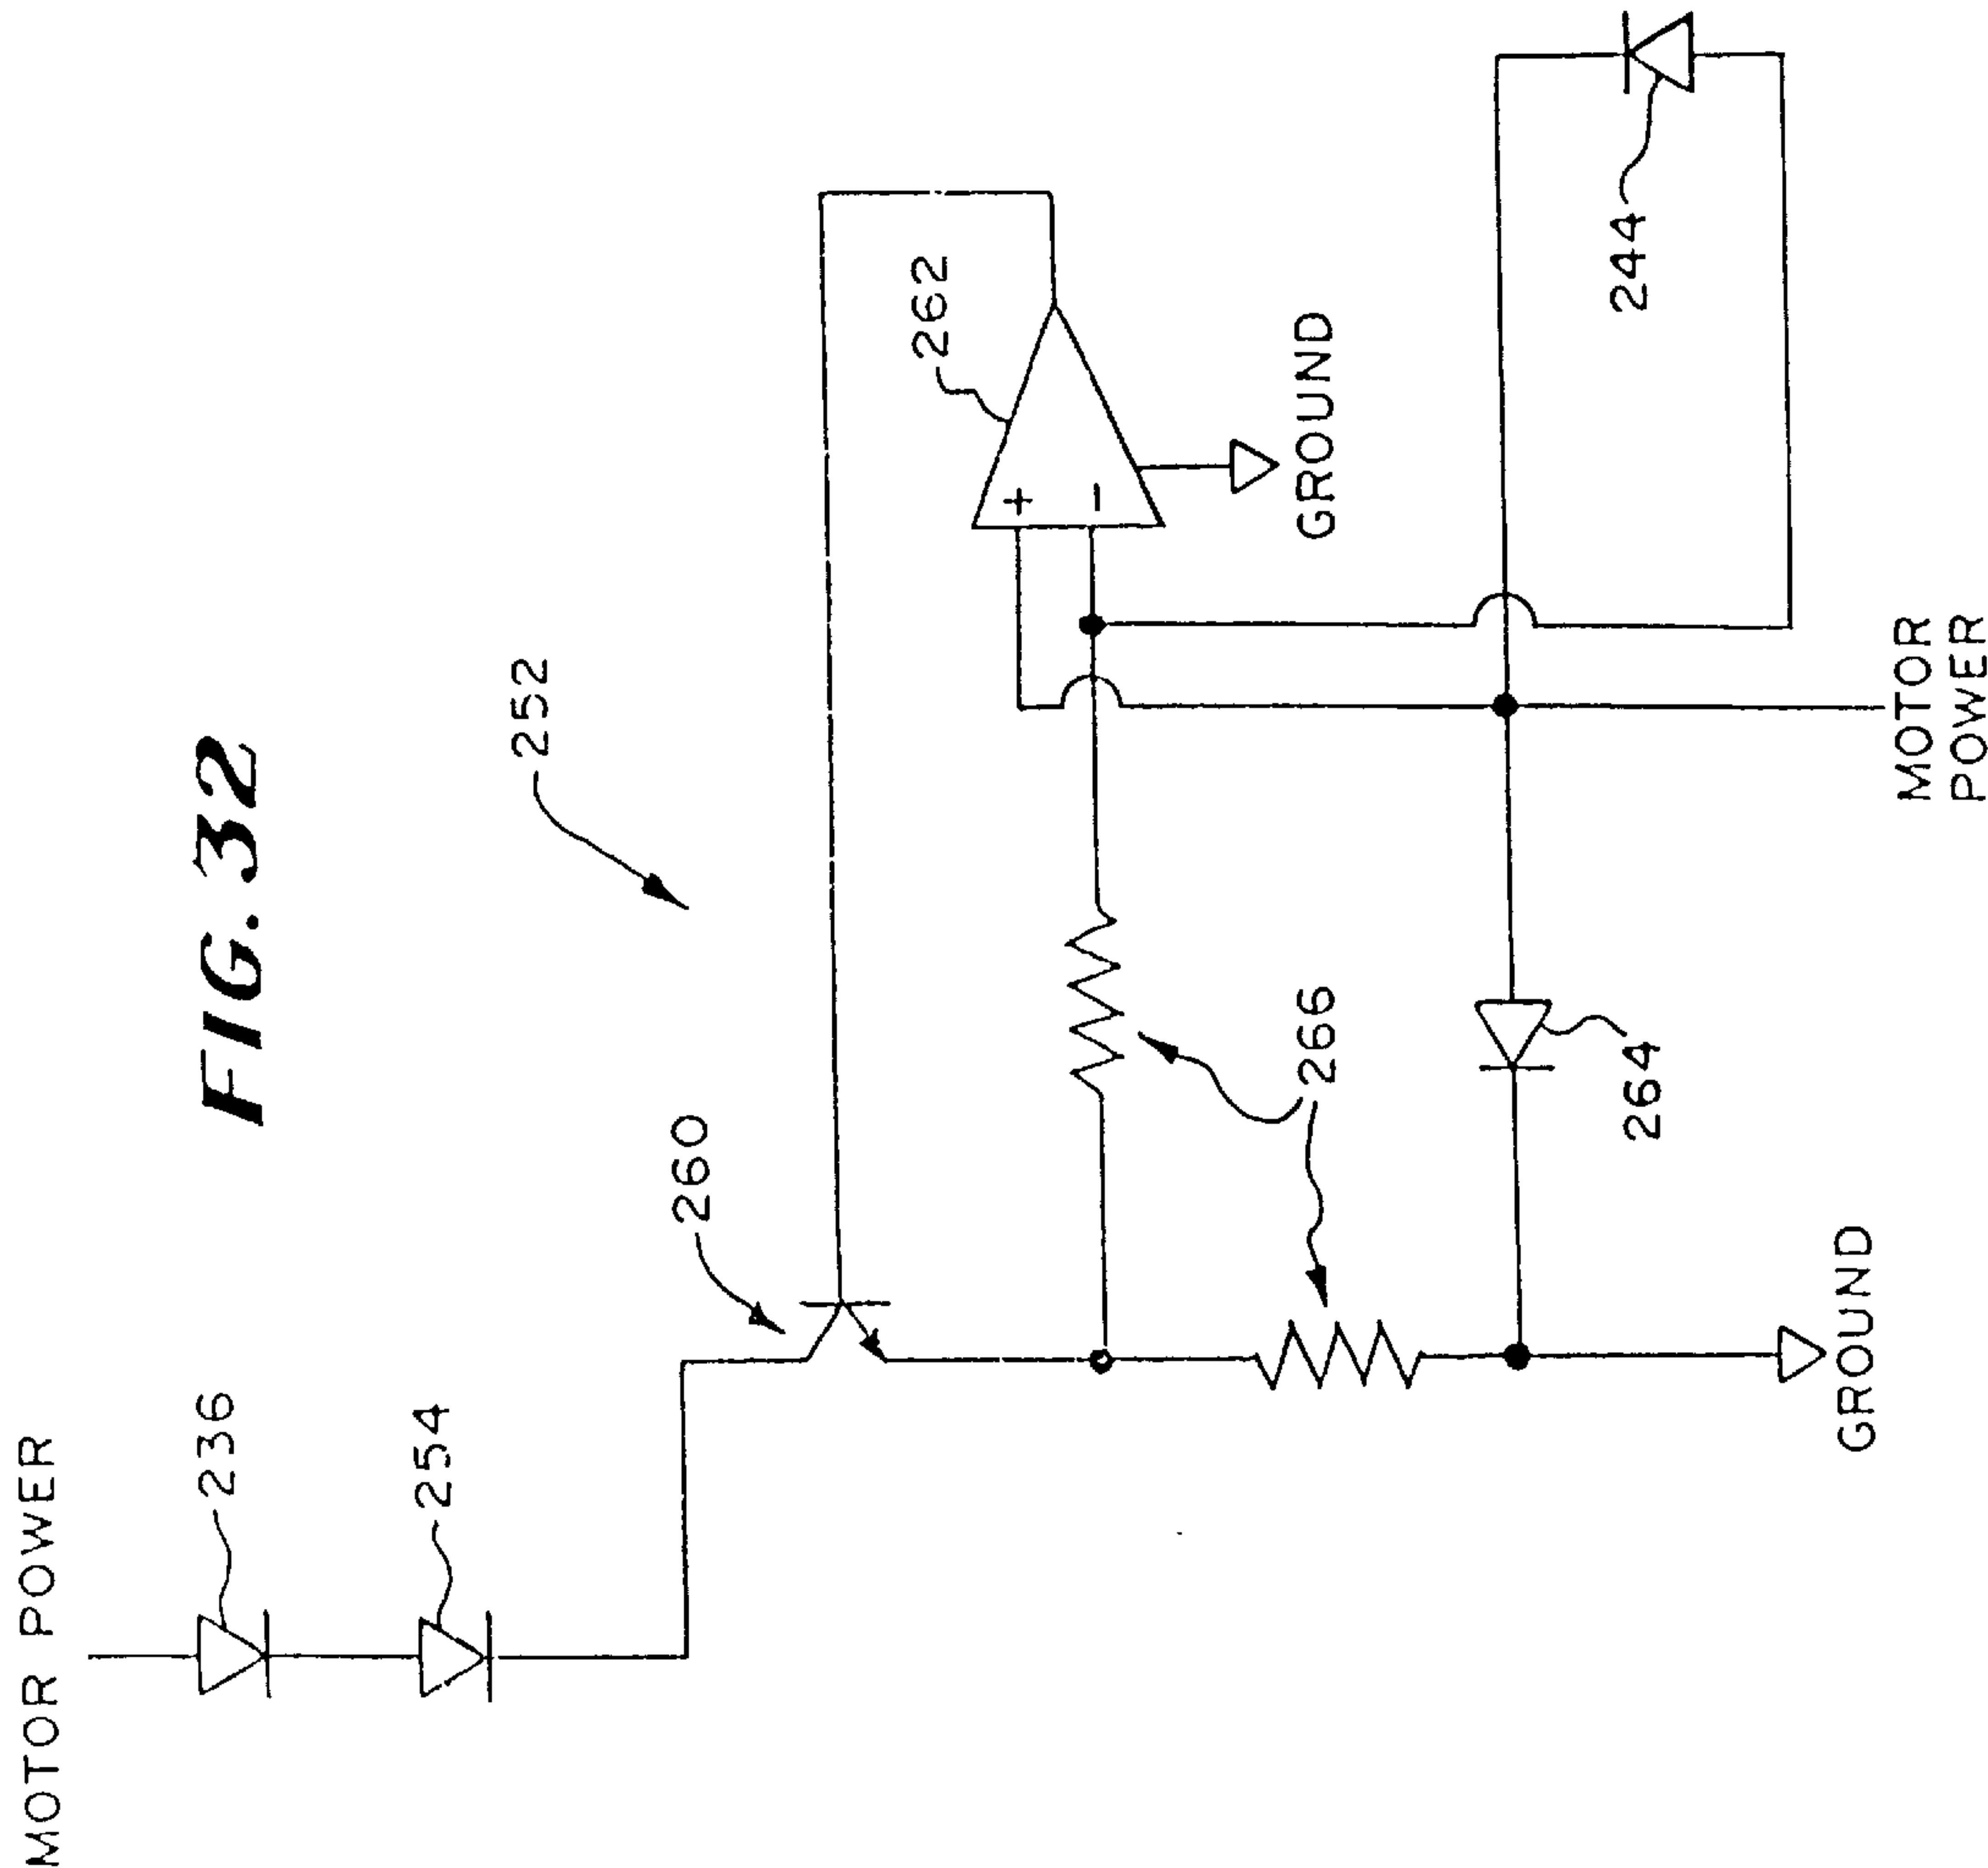 FIG. 32
MOTOR POWER
236
254
260
252
262
+
-
GROUND
266
264
244
GROUND
MOTOR
POWER